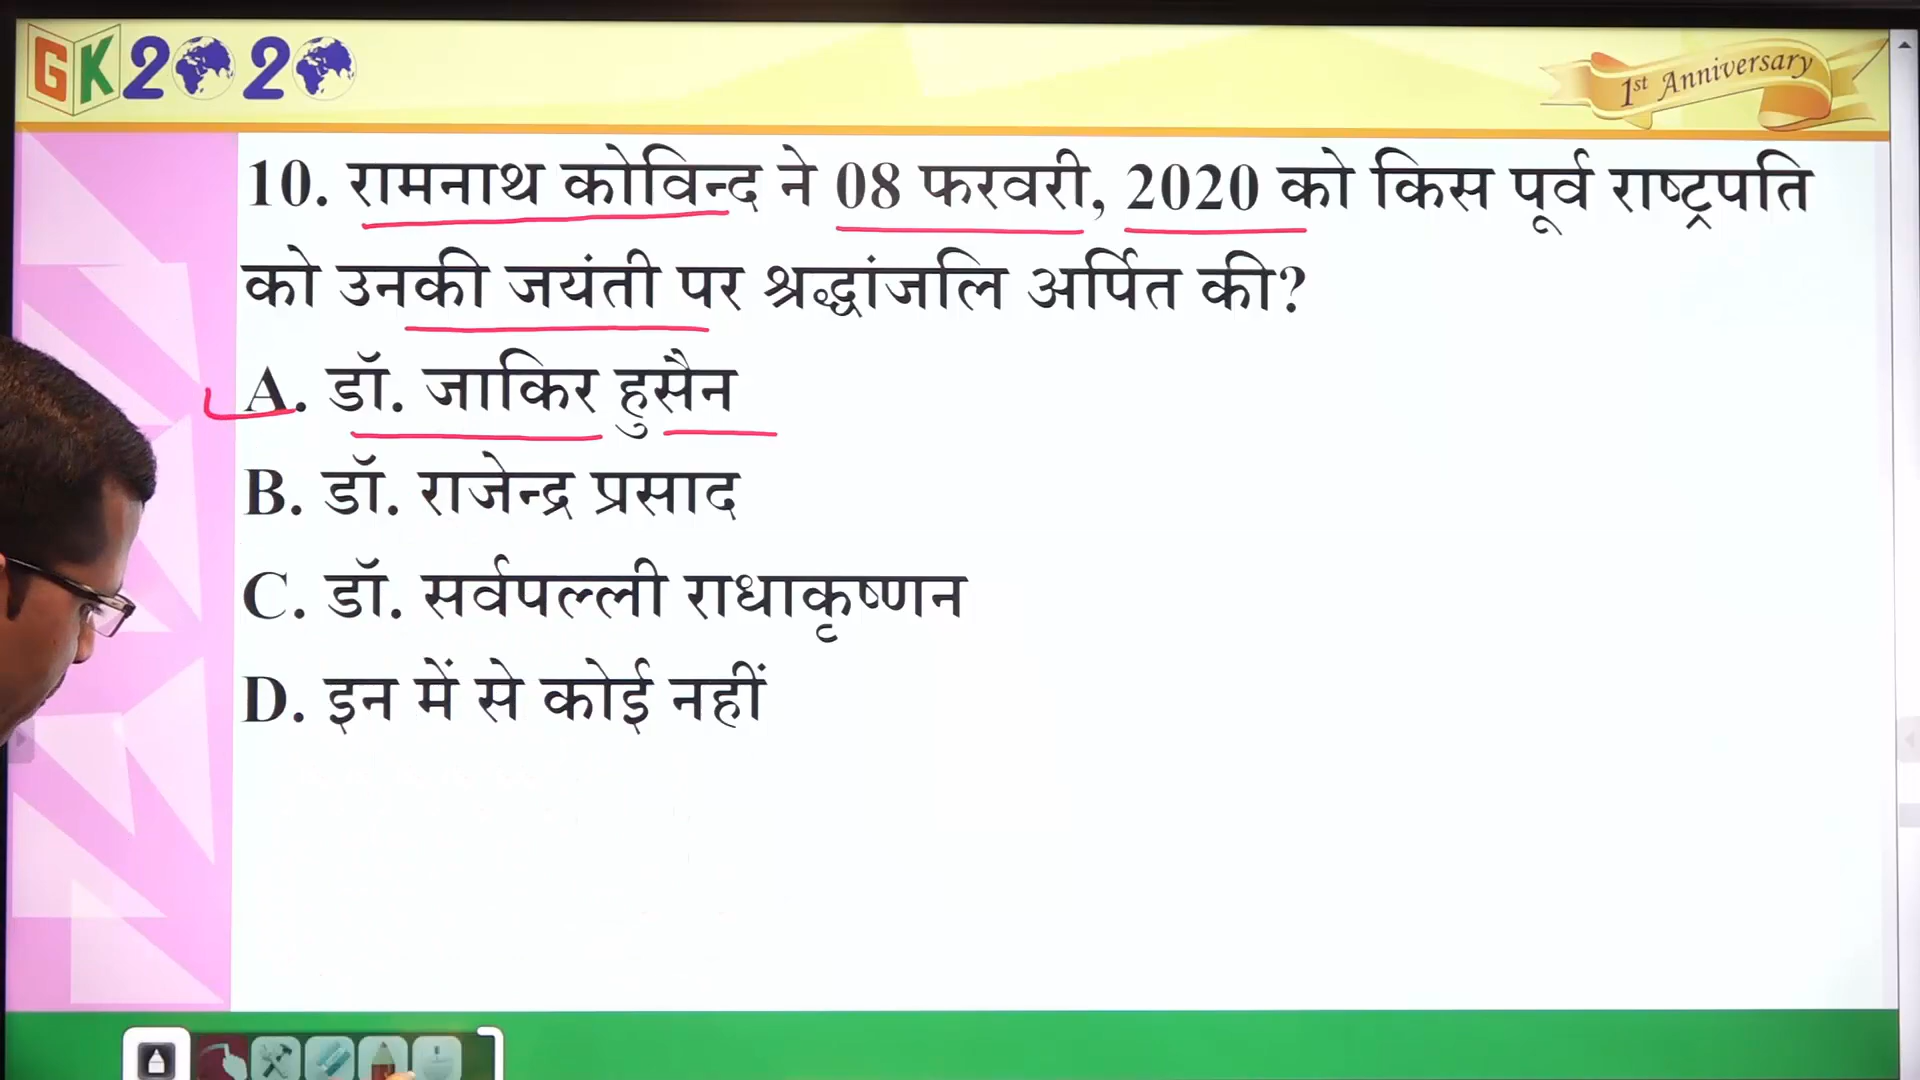 GK2020
1st Anniversary
10. रामनाथ कोविन्द ने 08 फरवरी, 2020 को किस पूर्व राष्ट्रपति
को उनकी जयंती पर श्रद्धांजलि अर्पित की?
A. डॉ. जाकिर हुसैन
B. डॉ. राजेन्द्र प्रसाद
C. डॉ. सर्वपल्ली राधाकृष्णन
D. इन में से कोई नहीं